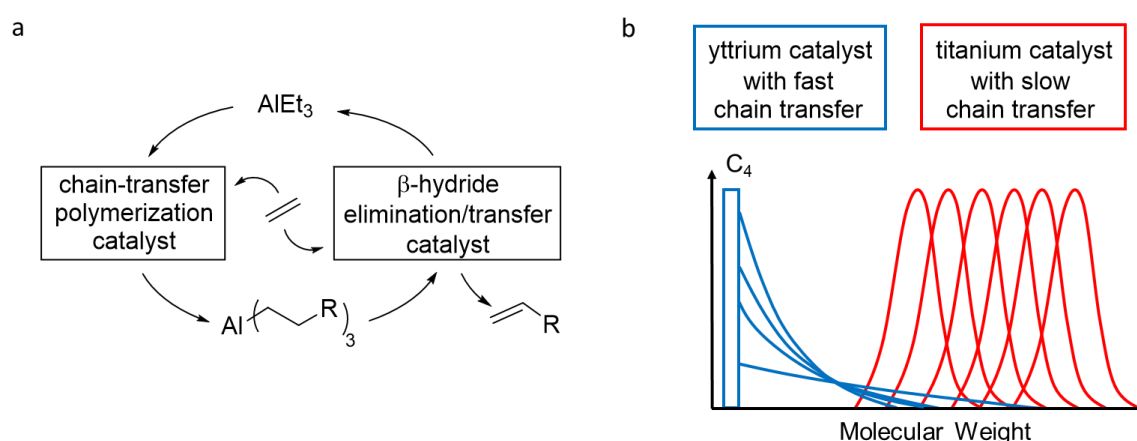 a
AlEt3
chain-transfer
polymerization
catalyst
β-hydride
elimination/transfer
catalyst
Al
R
3
R
b
yttrium catalyst
with fast
chain transfer
titanium catalyst
with slow
chain transfer
C4
Molecular Weight